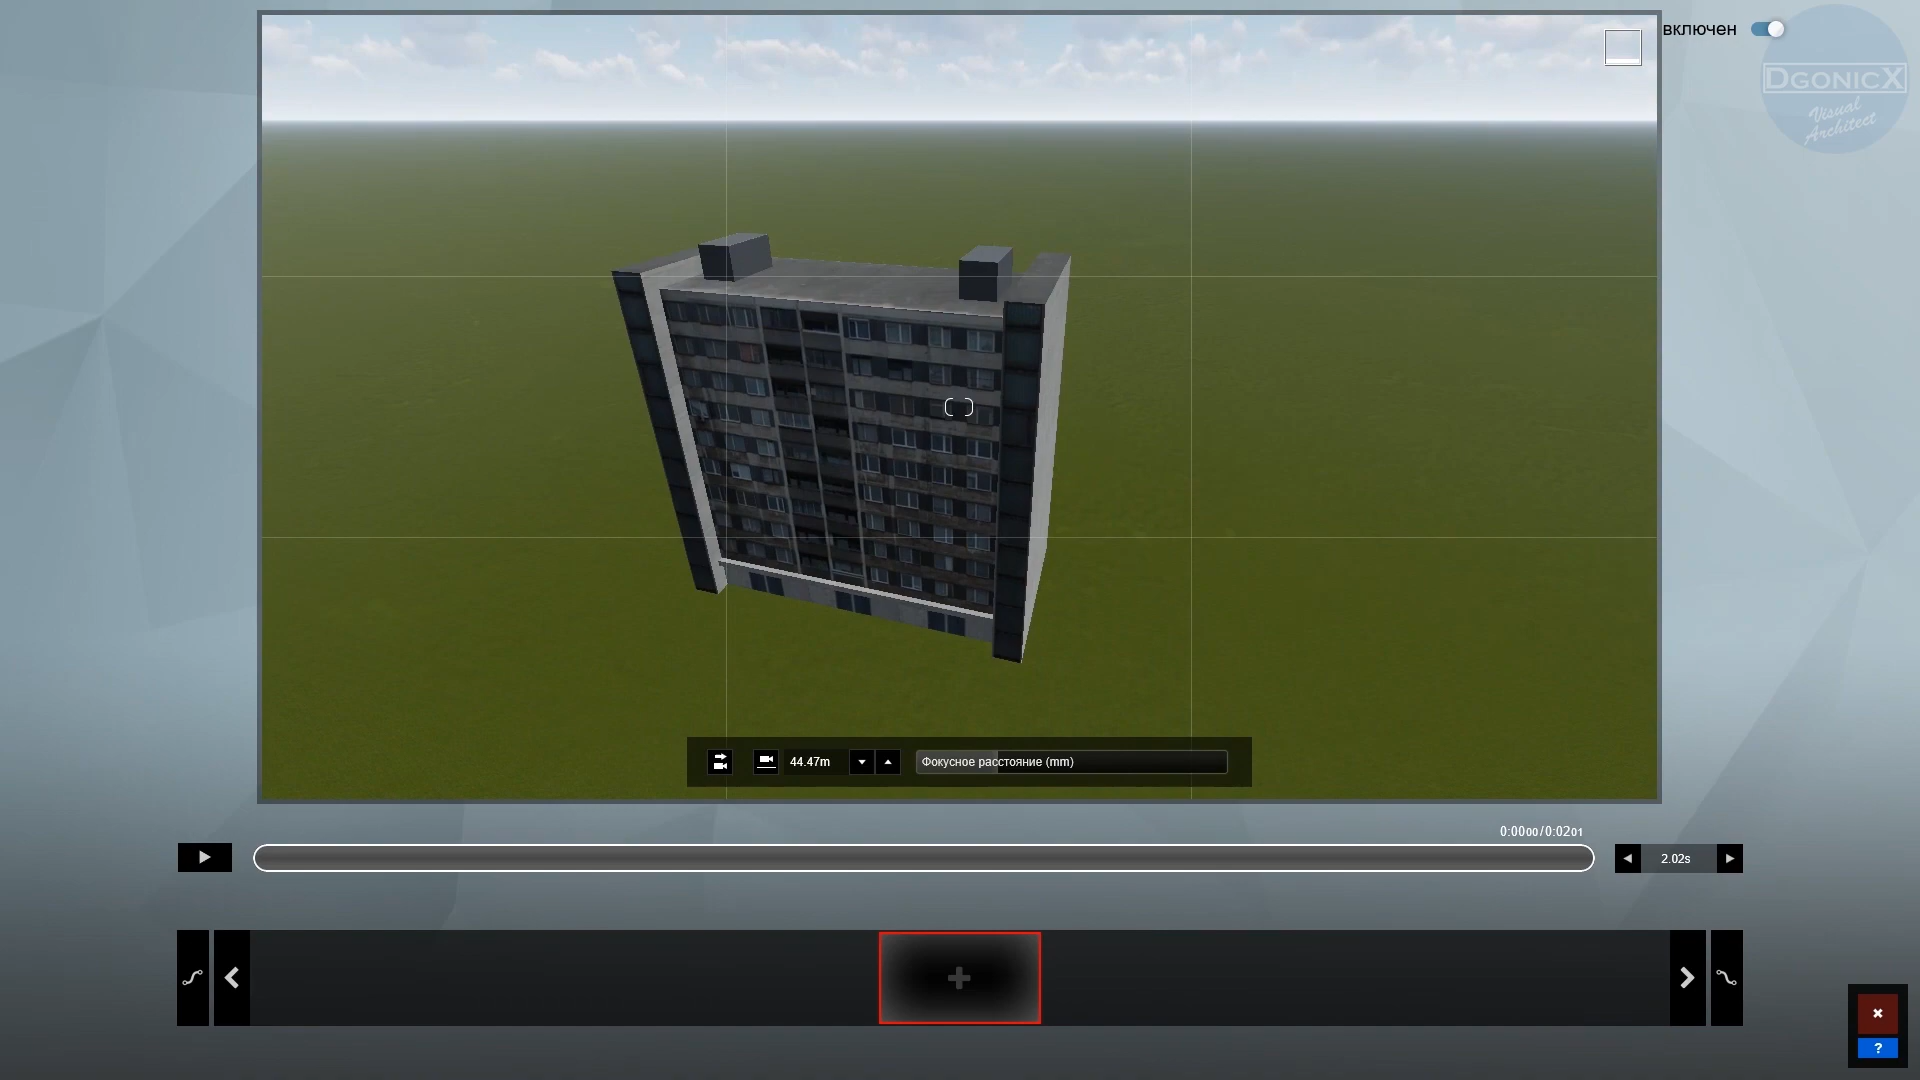 включен
DGONICX
Visual
Architect
44.47m
Фокусное расстояние (mm)
0:0000/0:0201
2.02s
?